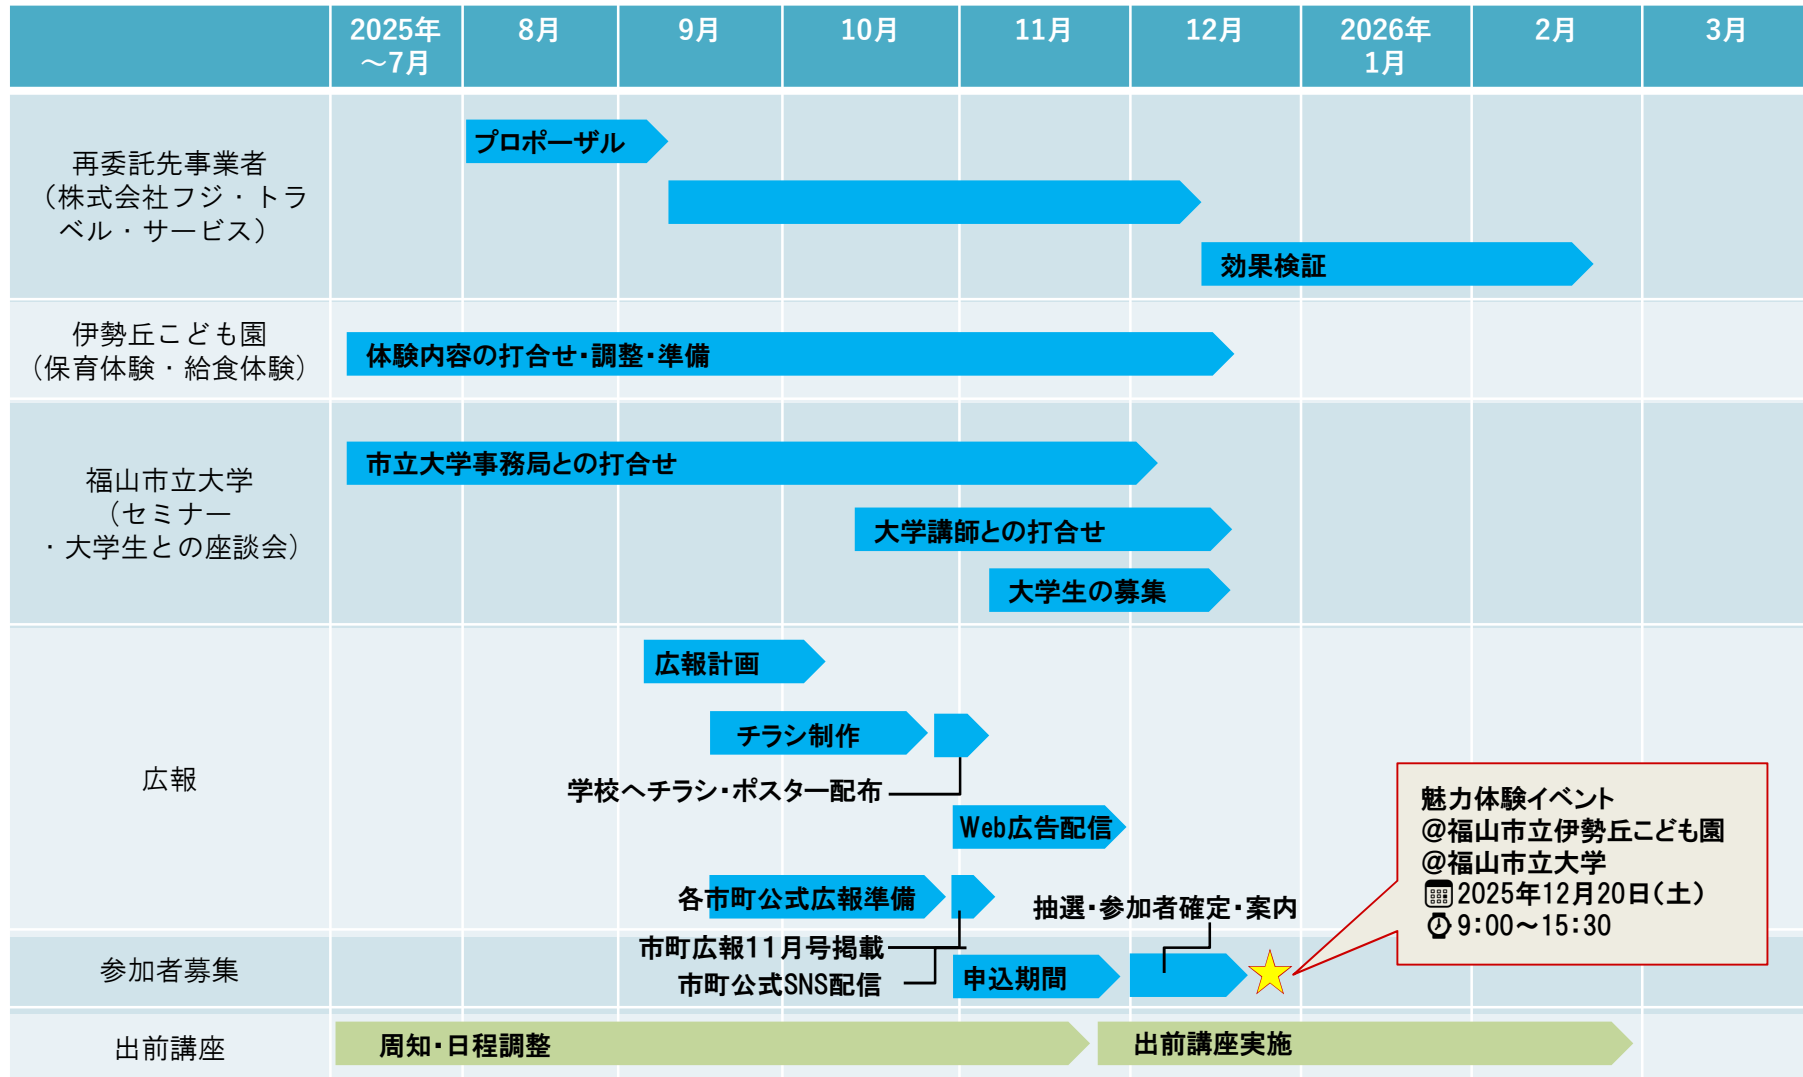 2025年
～7月
8月
9月
10月
11月
12月
2026年
1月
2月
3月
再委託先事業者
（株式会社フジ・トラ
ベル・サービス）
プロポーザル
効果検証
伊勢丘こども園
（保育体験・給食体験）
体験内容の打合せ・調整・準備
福山市立大学
（セミナー
・大学生との座談会）
市立大学事務局との打合せ
大学講師との打合せ
大学生の募集
広報
広報計画
チラシ制作
学校へチラシ・ポスター配布
Web広告配信
各市町公式広報準備
市町広報11月号掲載
市町公式SNS配信
参加者募集
抽選・参加者確定・案内
申込期間
魅力体験イベント
＠福山市立伊勢丘こども園
＠福山市立大学
2025年12月20日（土）
9：00～15：30
出前講座
周知・日程調整
出前講座実施